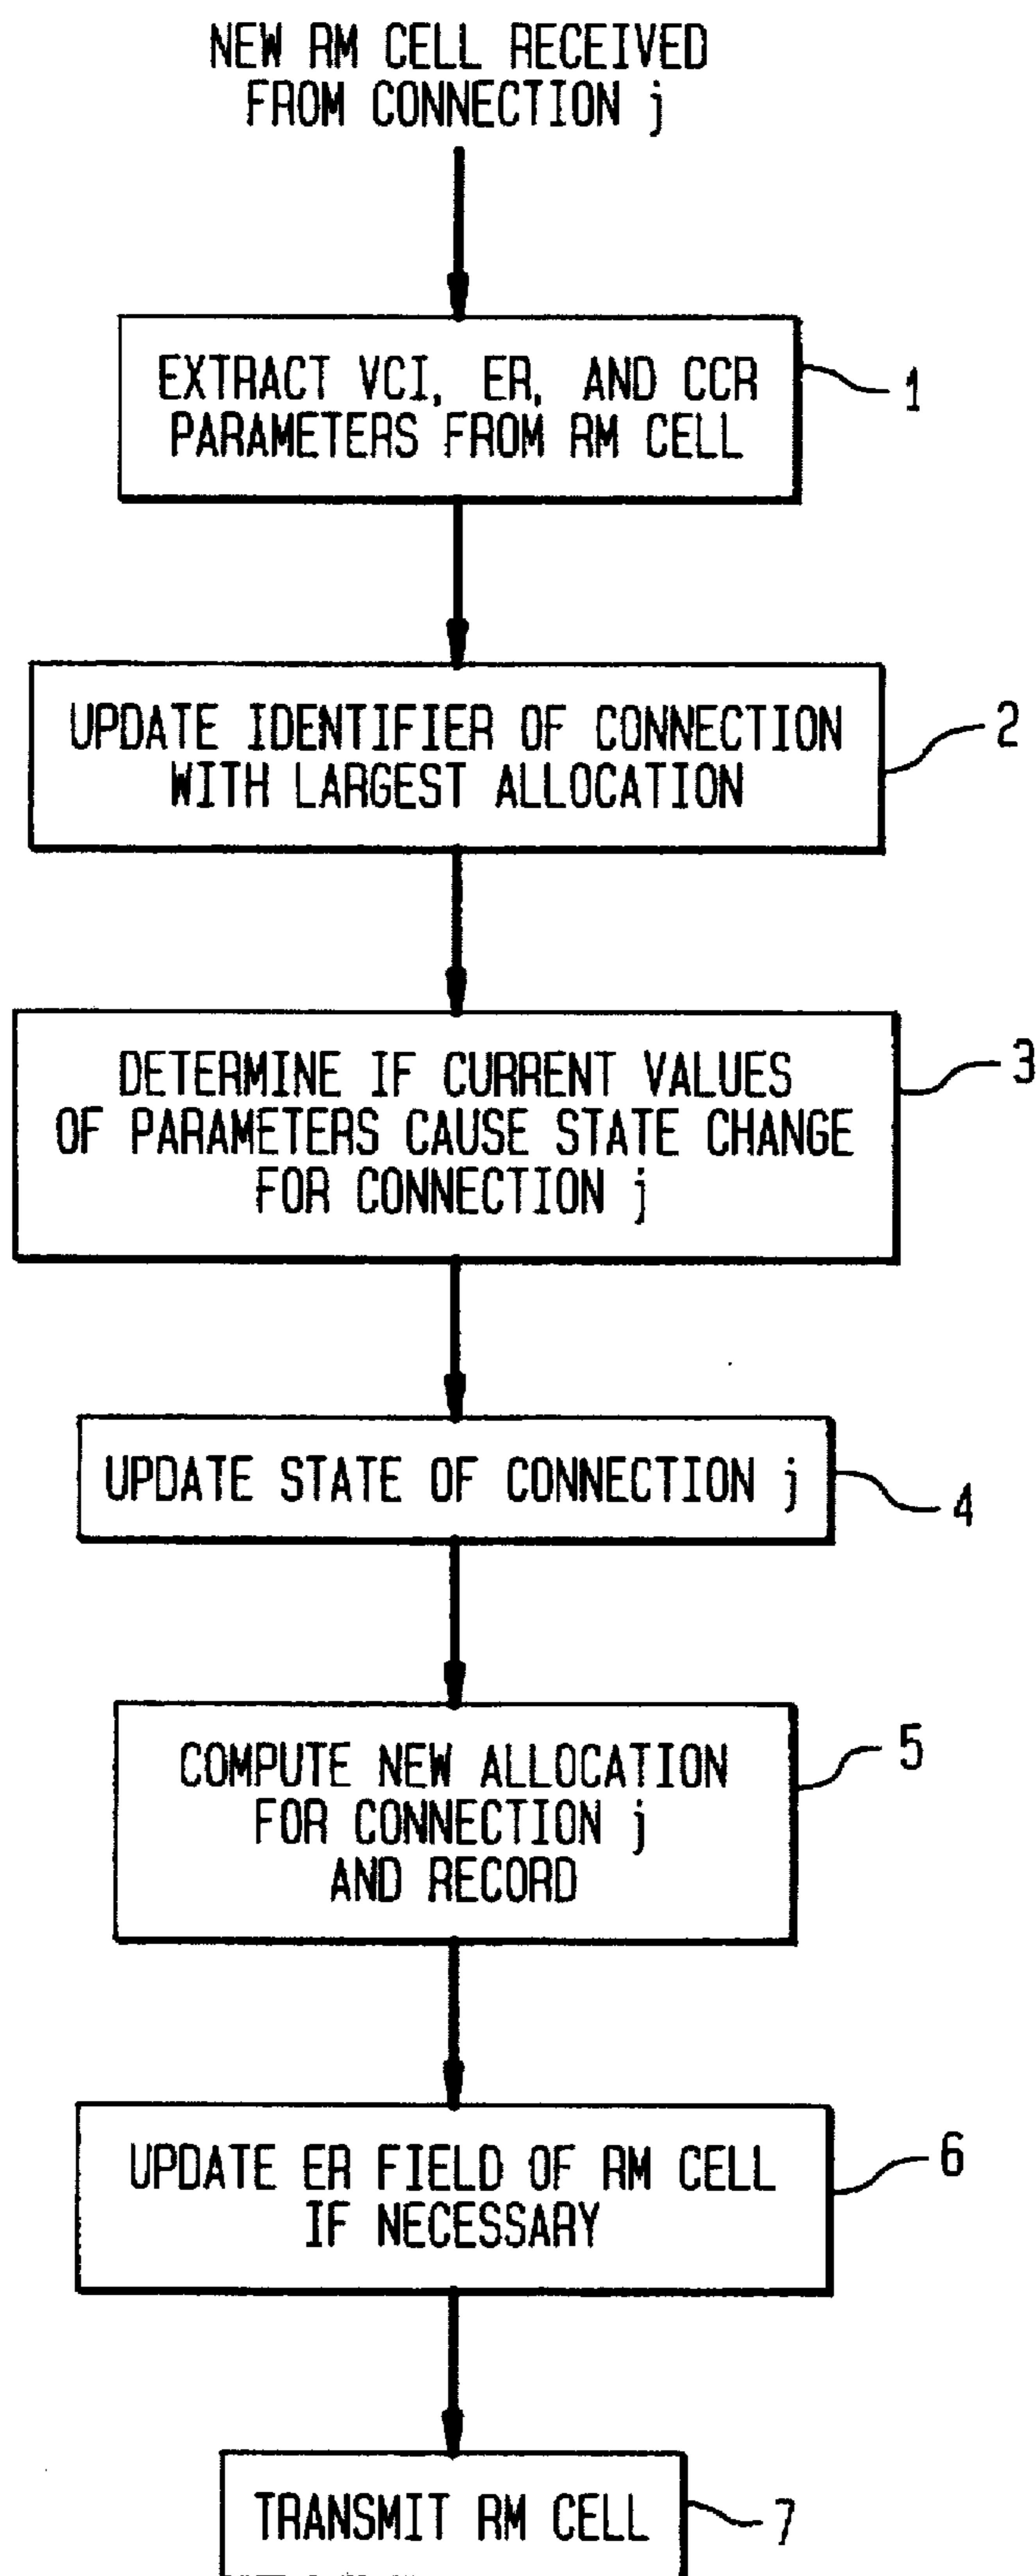 NEW RM CELL RECEIVED
FROM CONNECTION j
EXTRACT VCI, ER, AND CCR
PARAMETERS FROM RM CELL
1
UPDATE IDENTIFIER OF CONNECTION
WITH LARGEST ALLOCATION
2
DETERMINE IF CURRENT VALUES
OF PARAMETERS CAUSE STATE CHANGE
FOR CONNECTION j
3
UPDATE STATE OF CONNECTION j
4
COMPUTE NEW ALLOCATION
FOR CONNECTION j
AND RECORD
5
UPDATE ER FIELD OF RM CELL
IF NECESSARY
6
TRANSMIT RM CELL
7